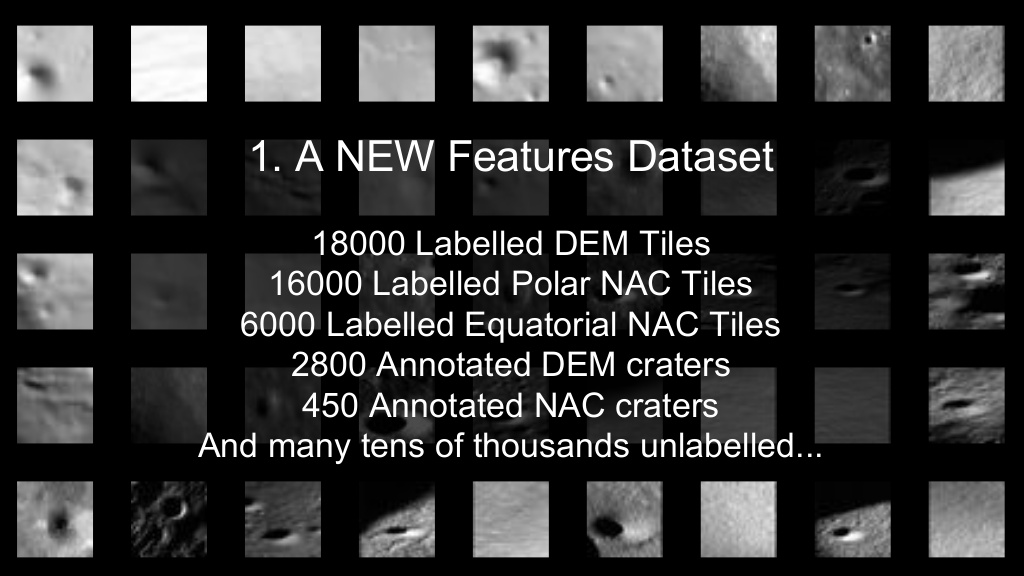 1. A NEW Features Dataset
18000 Labelled DEM Tiles
16000 Labelled Polar NAC Tiles
6000 Labelled Equatorial NAC Tiles
2800 Annotated DEM craters
450 Annotated NAC craters
And many tens of thousands unlabelled...